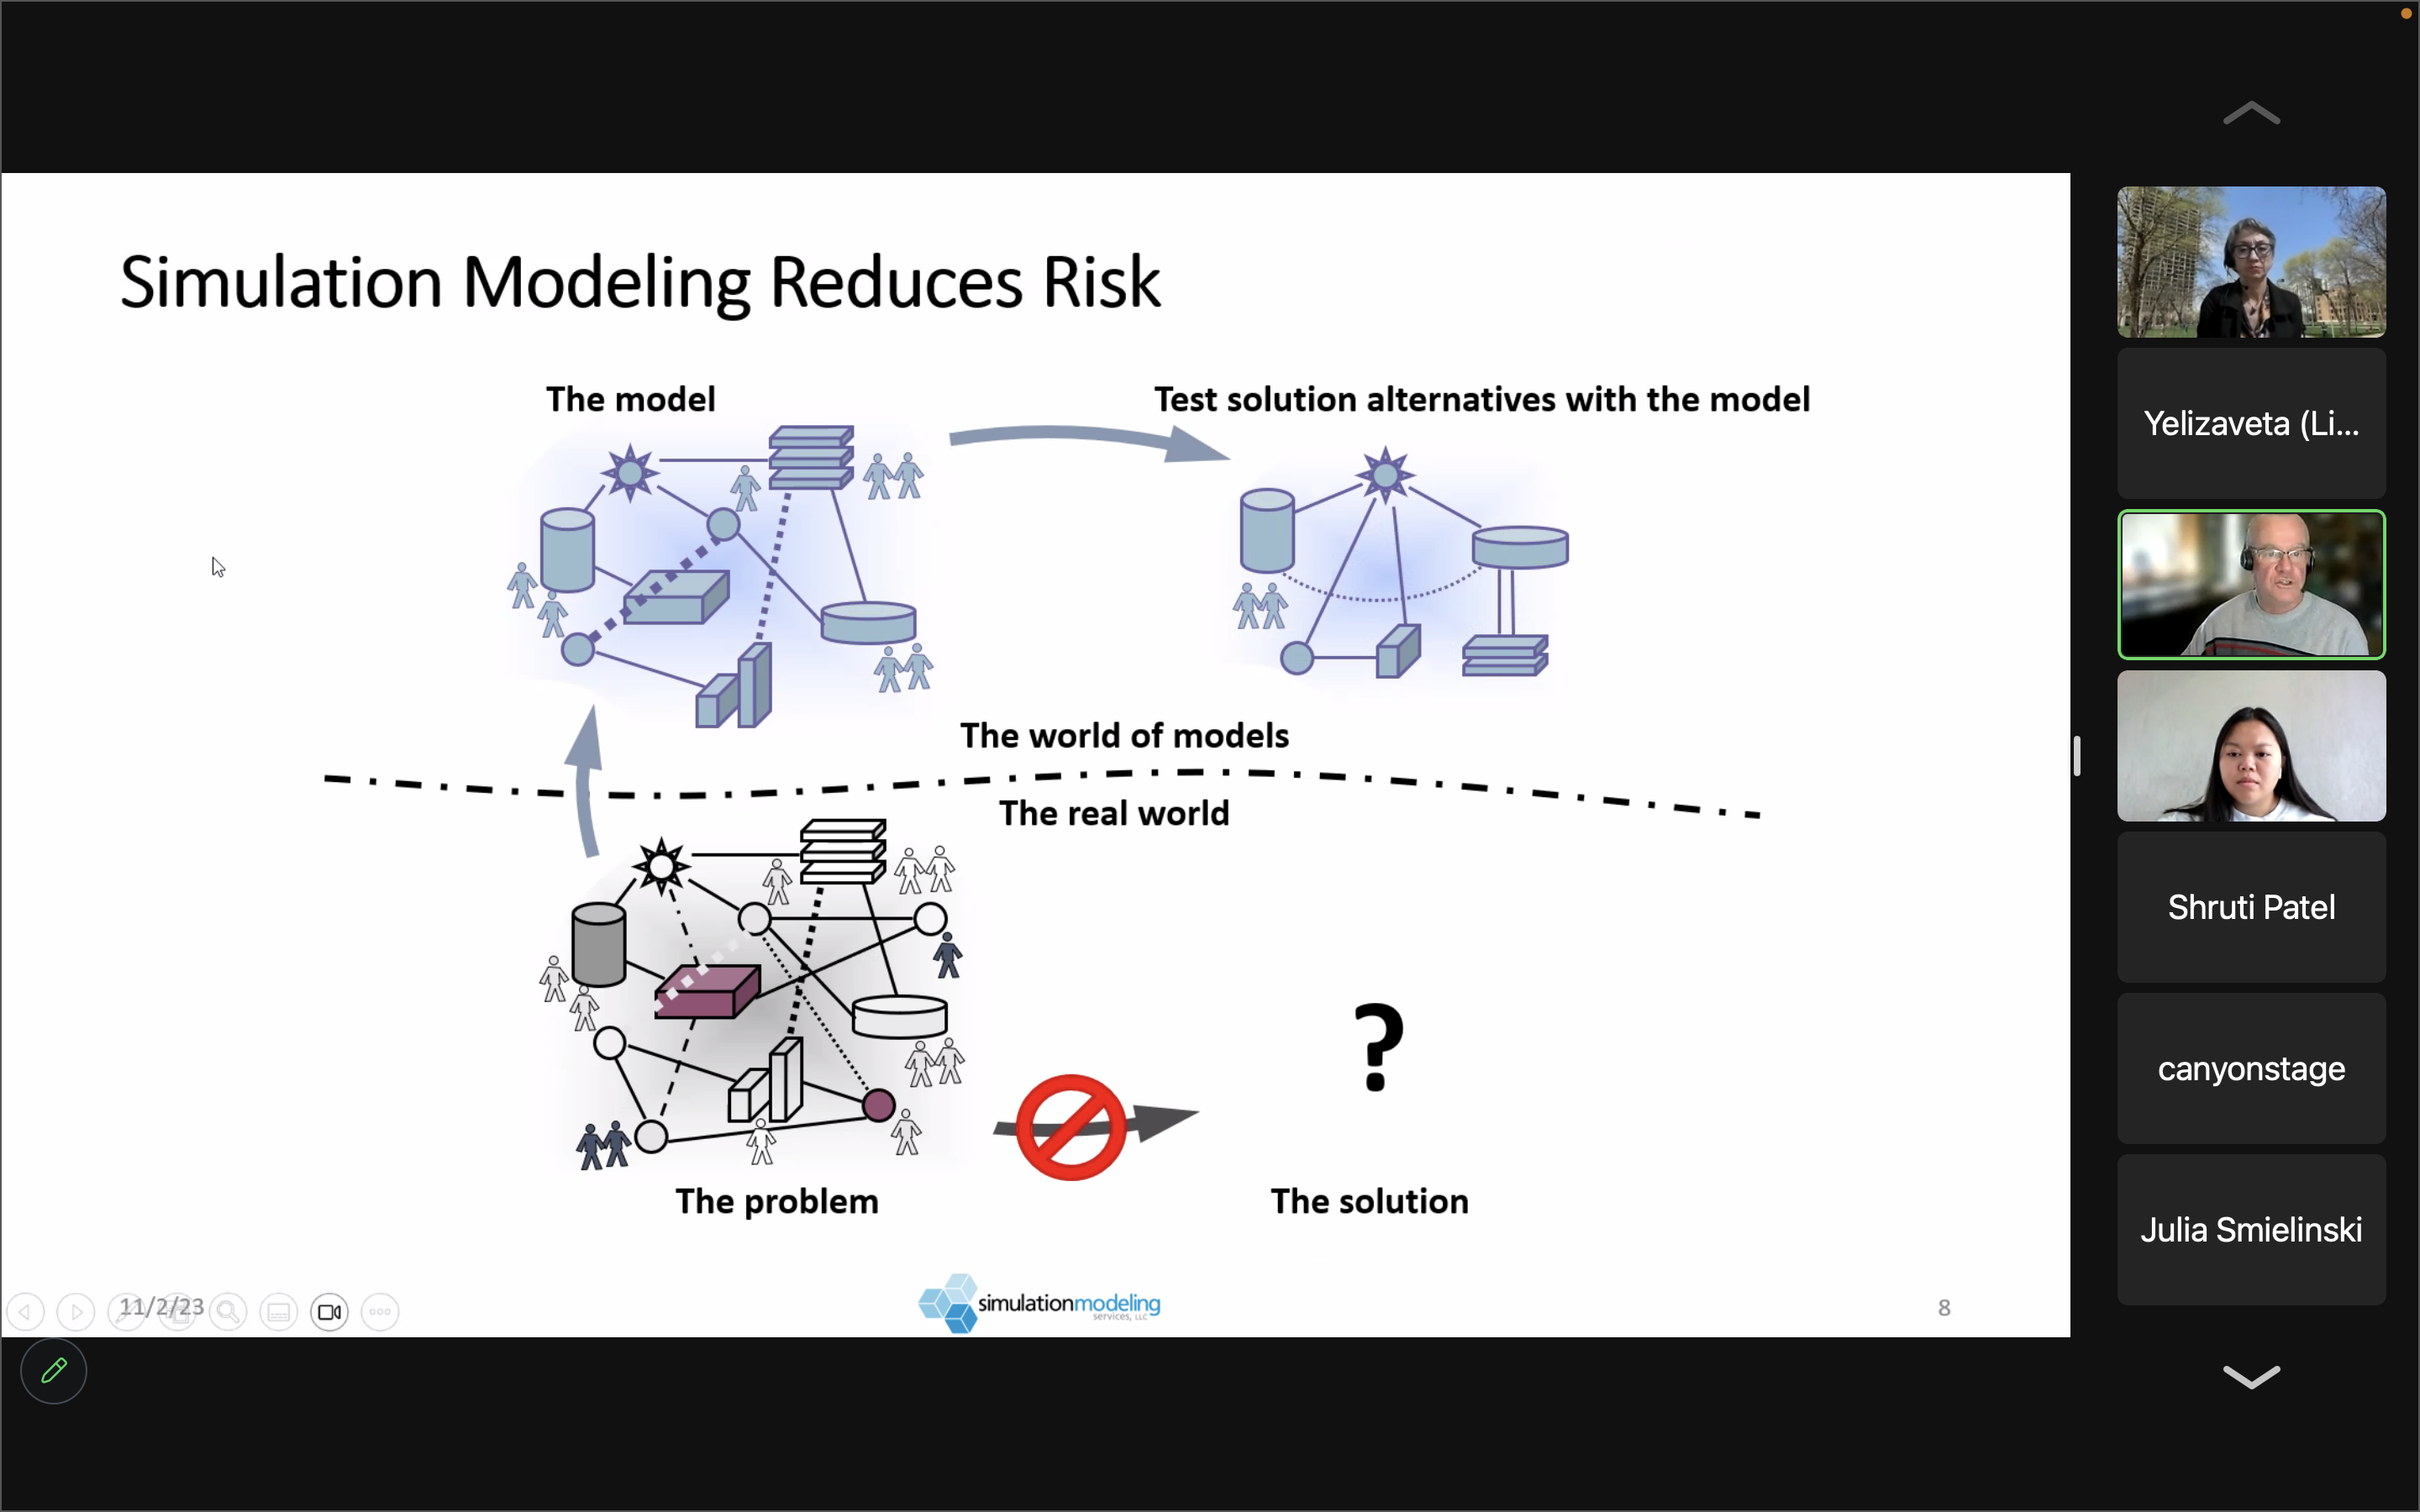 Simulation Modeling Reduces Risk
The model
Test solution alternatives with the model
The world of models
The real world
?
The problem
The solution
11/2/23
simulationmodeling
services, LLC
8
Yelizaveta (Li...
Shruti Patel
canyonstage
Julia Smielinski